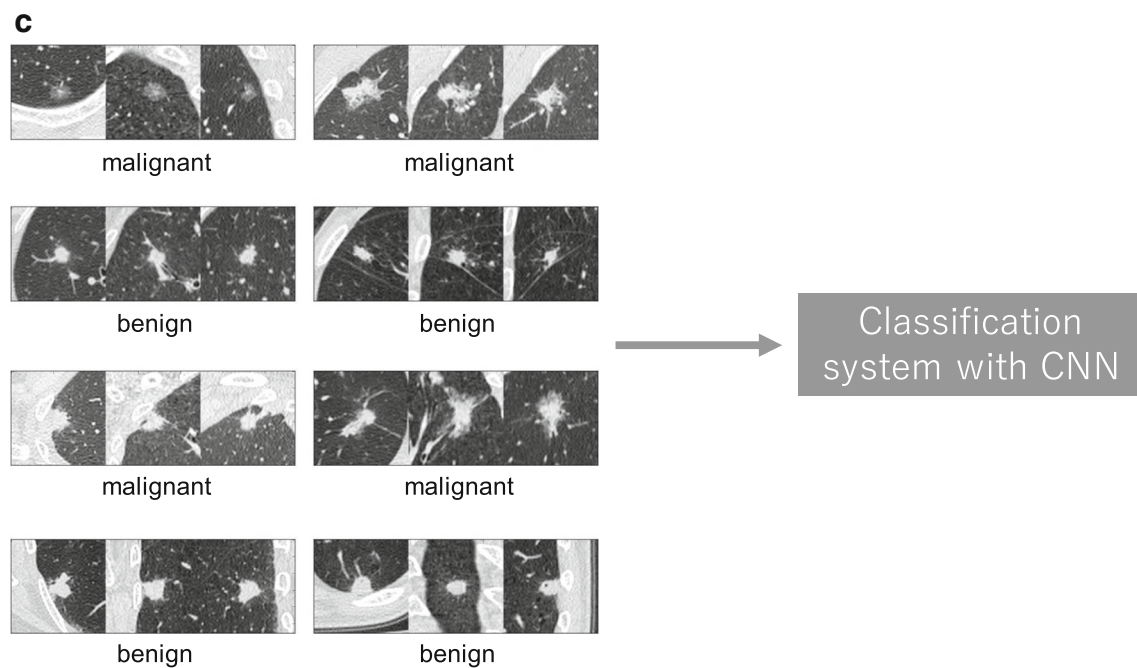 c
malignant
malignant
benign
benign
malignant
malignant
benign
benign
Classification
system with CNN